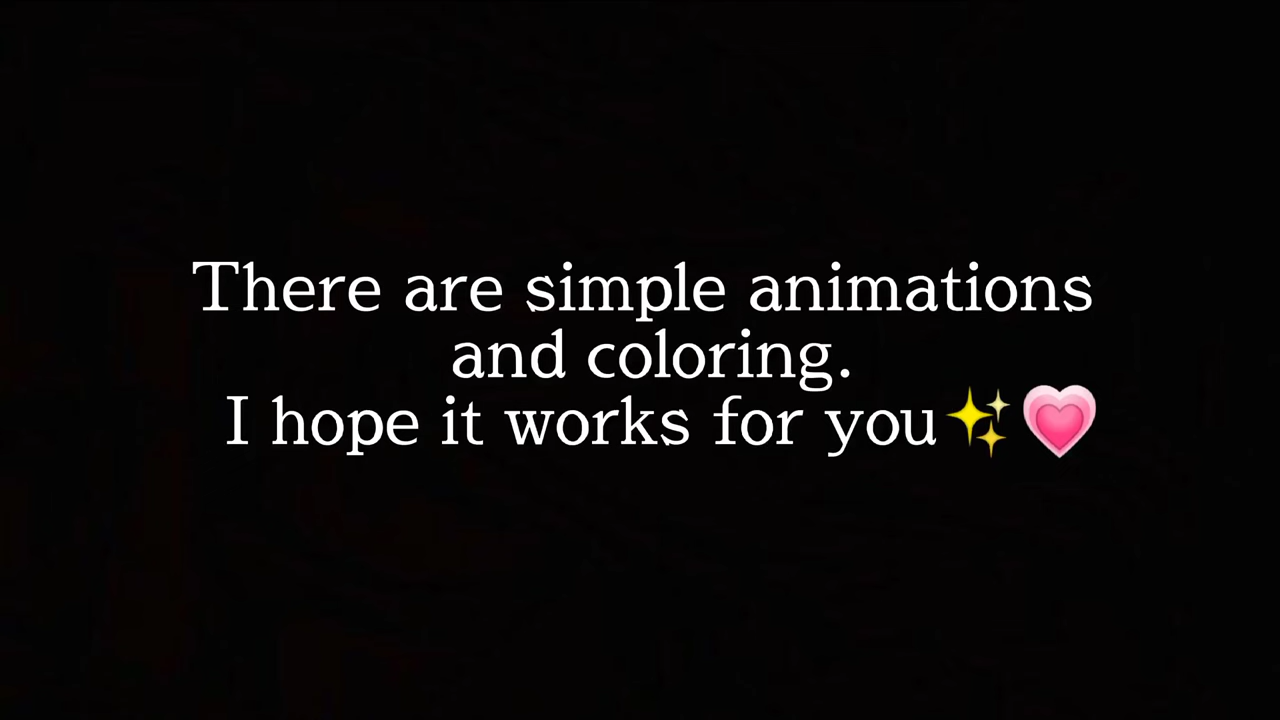 There are simple animations
and coloring.
I hope it works for you✨💗